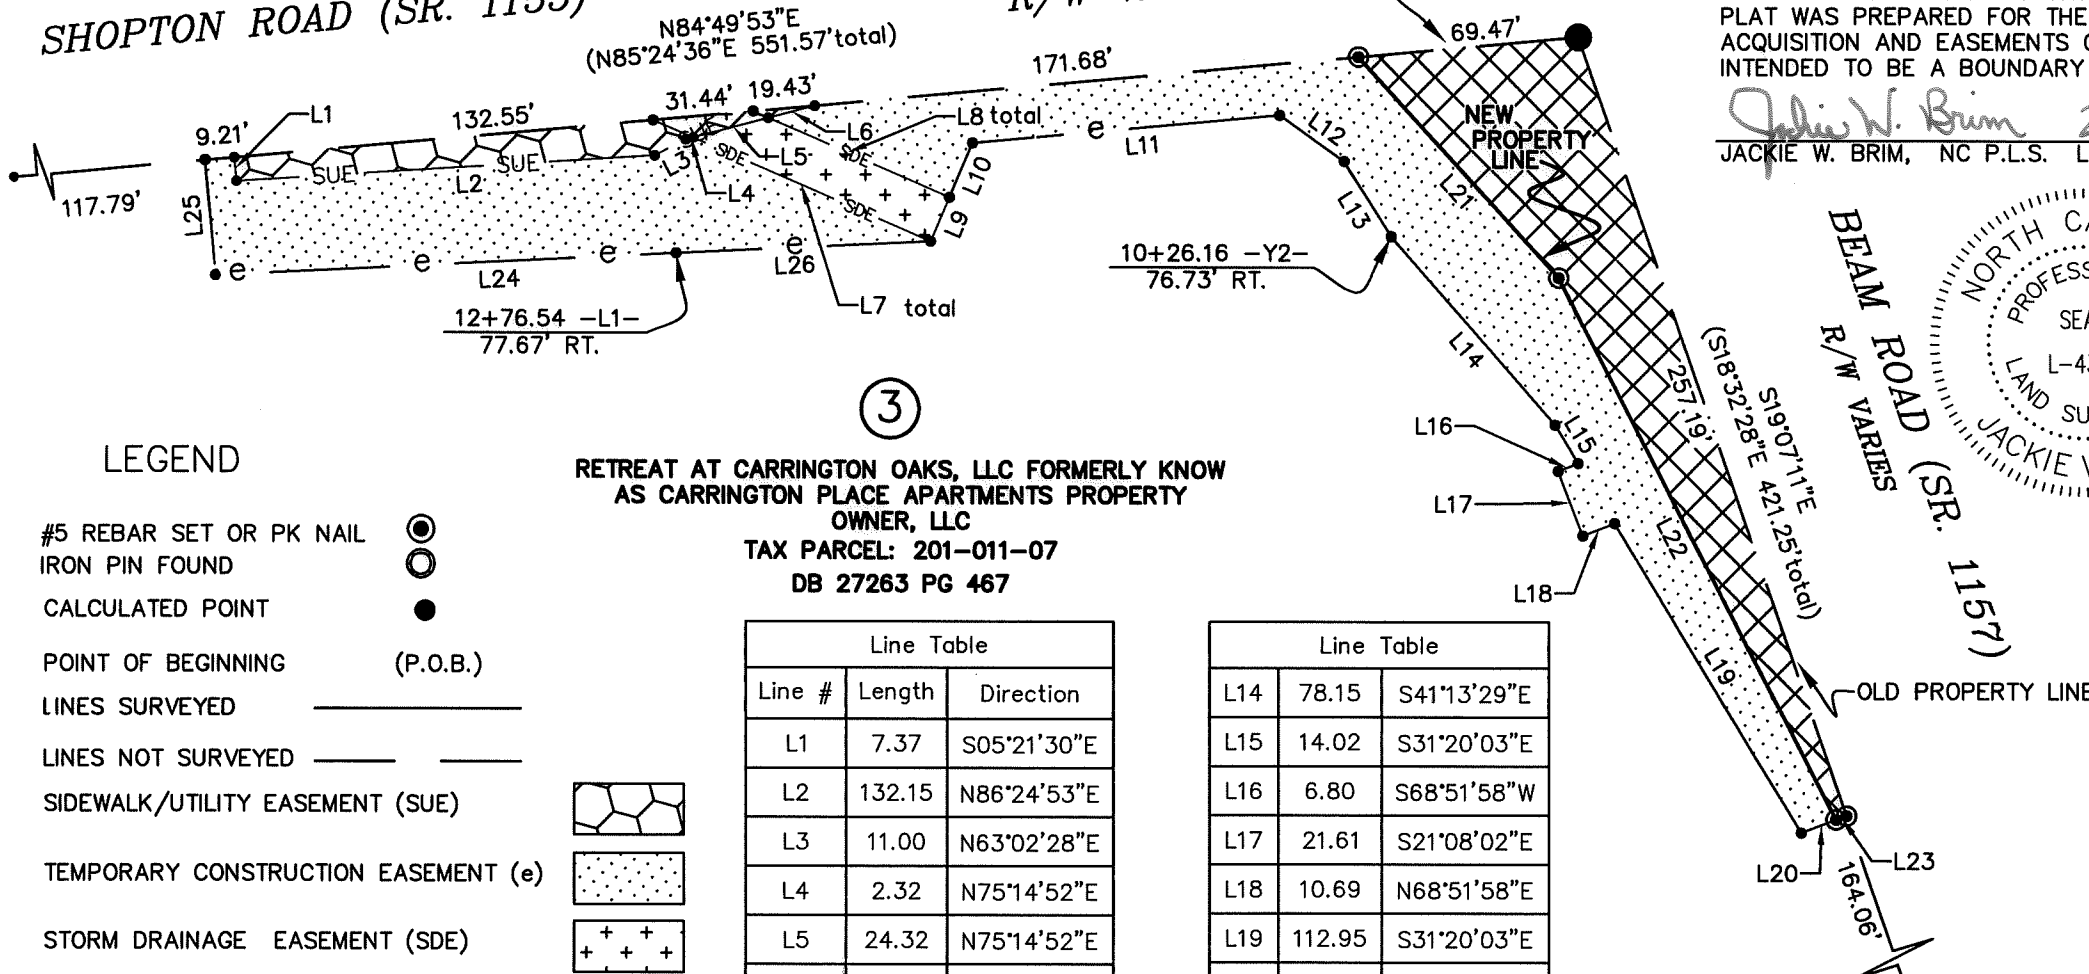 SHOPTON ROAD (SR. 1155)
N84°49'53"E
(N85°24'36"E 551.57'total)
69.47'
PLAT WAS PREPARED FOR THE
ACQUISITION AND EASEMENTS
INTENDED TO BE A BOUNDARY
Jackie W. Brim
JACKIE W. BRIM, NC P.L.S.
117.79'
9.21'
L1
132.55'
31.44'
19.43'
171.68'
L6
L8 total
SUE
L2
SUE
L3
SDE
L5
SDE
L4
SDE
L25
L10
L9
e
L11
L12
L13
NEW
PROPERTY
LINE
L21
e
e
e
e
L24
L26
L7 total
12+76.54 -L1-
77.67' RT.
10+26.16 -Y2-
76.73' RT.
L14
L15
L16
L17
L18
L19
L20
L22
L23
257.19'
164.06'
S19°07'11"E
(S18°32'28"E 421.25'total)
BEAM ROAD (SR. 1157)
R/W VARIES
OLD PROPERTY LINE
NORTH
PROFESS
SEA
LAND SU
JACKIE
3
RETREAT AT CARRINGTON OAKS, LLC FORMERLY KNOW
AS CARRINGTON PLACE APARTMENTS PROPERTY
OWNER, LLC
TAX PARCEL: 201-011-07
DB 27263 PG 467
LEGEND
#5 REBAR SET OR PK NAIL
IRON PIN FOUND
CALCULATED POINT
POINT OF BEGINNING (P.O.B.)
LINES SURVEYED
LINES NOT SURVEYED
SIDEWALK/UTILITY EASEMENT (SUE)
TEMPORARY CONSTRUCTION EASEMENT (e)
STORM DRAINAGE EASEMENT (SDE)
Line Table
Line # Length Direction
L1 7.37 S05°21'30"E
L2 132.15 N86°24'53"E
L3 11.00 N63°02'28"E
L4 2.32 N75°14'52"E
L5 24.32 N75°14'52"E
Line Table
L14 78.15 S41°13'29"E
L15 14.02 S31°20'03"E
L16 6.80 S68°51'58"W
L17 21.61 S21°08'02"E
L18 10.69 N68°51'58"E
L19 112.95 S31°20'03"E